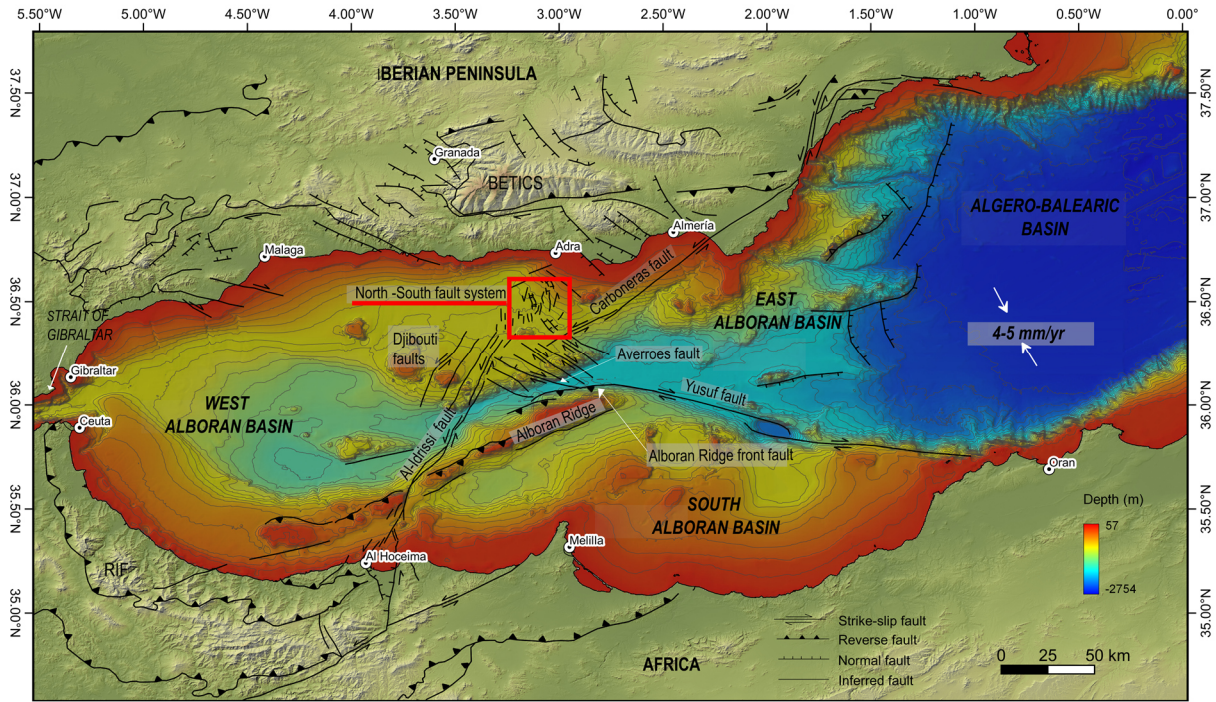 5.50°W 5.00°W 4.50°W 4.00°W 3.50°W 3.00°W 2.50°W 2.00°W 1.50°W 1.00°W 0.50°W 0.00°
37.50°N
37.00°N
36.50°N
36.00°N
35.50°N
35.00°N
37.50°N
37.00°N
36.50°N
36.00°N
35.50°N
35.00°N
IBERIAN PENINSULA
Granada
BETICS
Almería
Adra
Malaga
ALGERO-BALEARIC
BASIN
North -South fault system
Carboneras fault
EAST
ALBORAN BASIN
STRAIT OF
GIBRALTAR
Djibouti
faults
4-5 mm/yr
Averroes fault
Gibraltar
Yusuf fault
WEST
ALBORAN BASIN
Ceuta
Al-Idrissi fault
Alboran Ridge
Alboran Ridge front fault
Oran
SOUTH
ALBORAN BASIN
Depth (m)
57
-2754
Melilla
Al Hoceima
RIF
AFRICA
Strike-slip fault
Reverse fault
Normal fault
Inferred fault
0 25 50 km